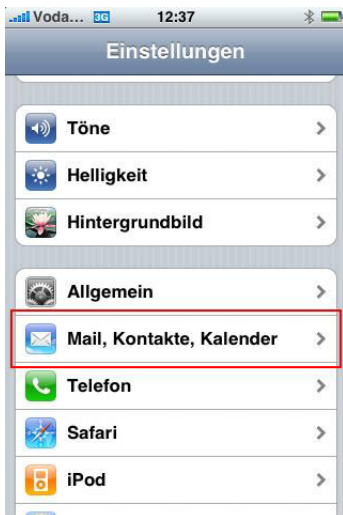 Voda... 3G 12:37
Einstellungen
Töne
Helligkeit
Hintergrundbild
Allgemein
Mail, Kontakte, Kalender
Telefon
Safari
iPod